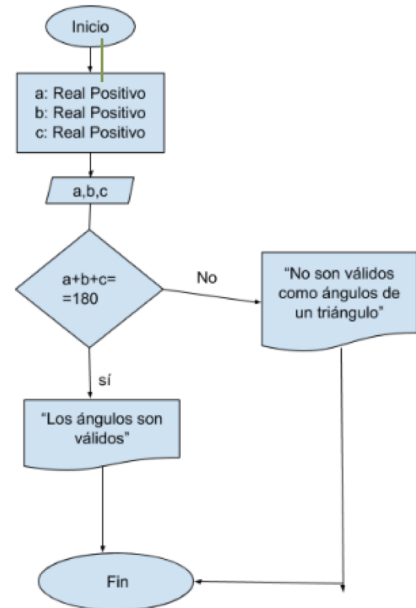 Inicio
a: Real Positivo
b: Real Positivo
c: Real Positivo
a,b,c
a+b+c=
=180
No
“No son válidos
como ángulos de
un triángulo”
sí
“Los ángulos son
válidos”
Fin